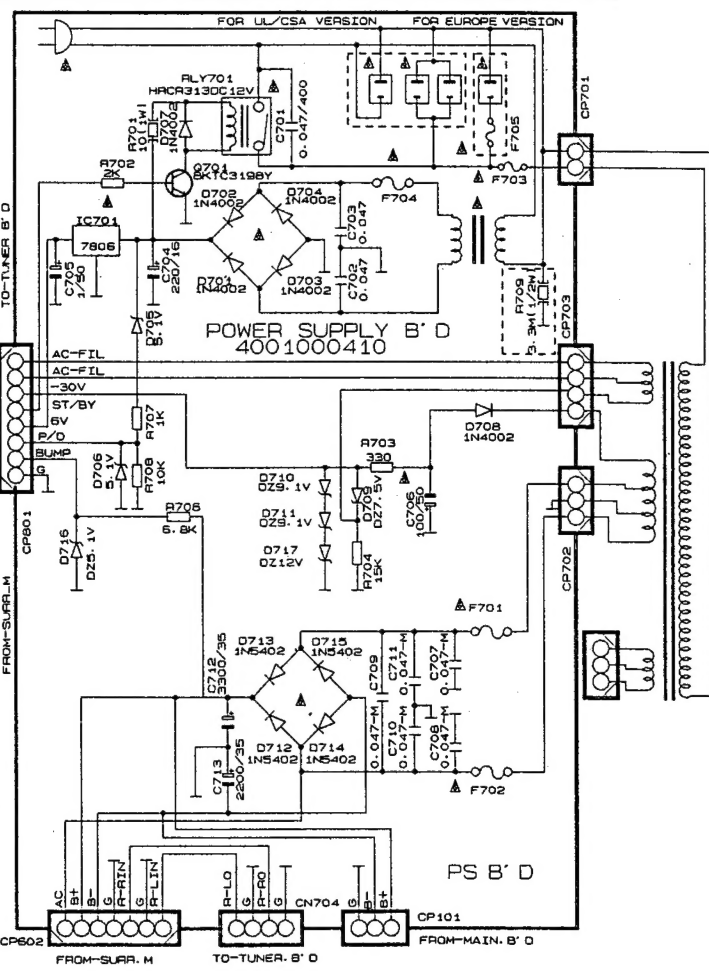 FOR UL/CSA VERSION
FOR EUROPE VERSION
RLY701
HRCR313DC12V
R701
10(1W)
D707
1N4002
C701
0.047/400
CP701
F705
F703
R702
2K
Q701
BKTC3198Y
D702
1N4002
D704
1N4002
F704
IC701
7806
C703
0.047
C705
1/50
C704
220/16
D701
1N4002
D703
1N4002
C702
0.047
TO-TUNER B'D
D705
5.1V
POWER SUPPLY B'D
4001000410
R709
3.3M(1/2W)
CP703
AC-FIL
AC-FIL
-30V
ST/BY
6V
P/D
BUMP
G
R707
1K
D708
1N4002
R703
330
D706
5.1V
R708
10K
D710
DZ9.1V
D709
DZ7.5V
C706
100/50
D711
DZ9.1V
R706
6.8K
CP801
D716
DZ5.1V
D717
DZ12V
R704
15K
CP702
FROM-SURR.M
F701
D713
1N5402
D715
1N5402
C712
3300/35
C709
0.047-M
C711
0.047-M
C707
0.047-M
D712
1N5402
D714
1N5402
C710
0.047-M
C708
0.047-M
C713
2200/35
F702
PS B'D
AC
B+
B-
G
R-RIN
G
R-LIN
R-LO
G
R-RO
G
CN704
G
B-
B+
CP101
CP602
FROM-SURR.M
TO-TUNER.B'D
FROM-MAIN.B'D